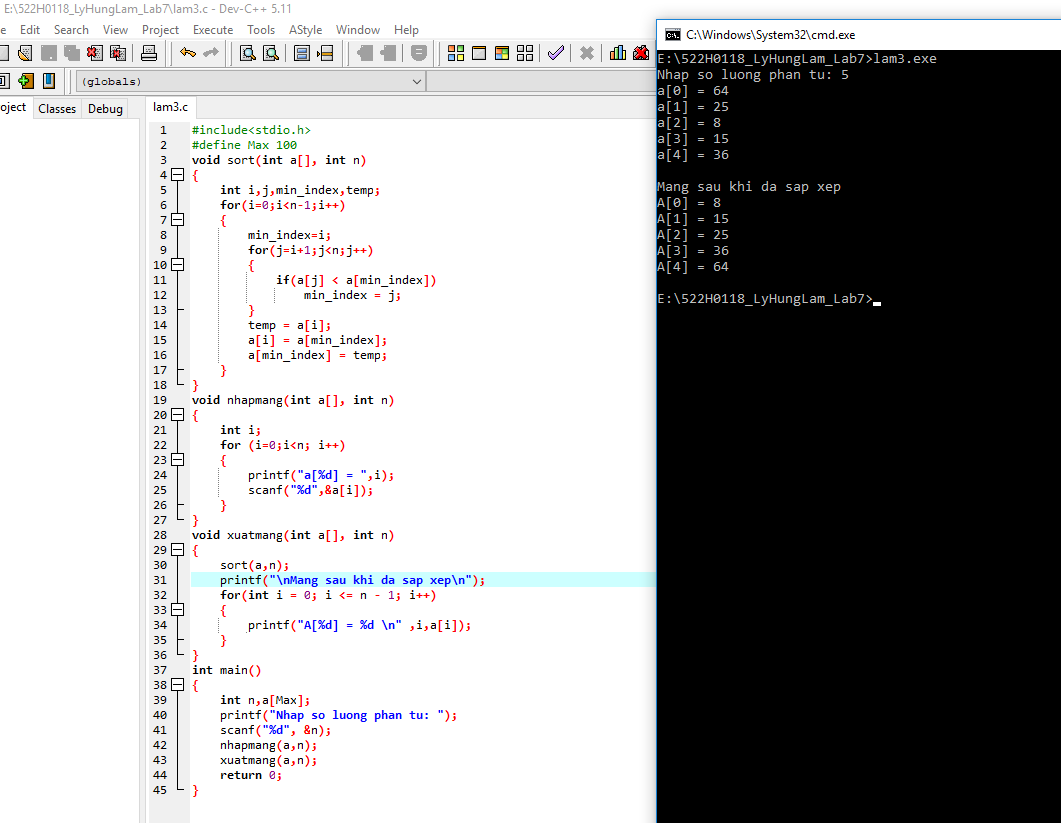 E:\522H0118_LyHungLam_Lab7\lam3.c - Dev-C++ 5.11
e Edit Search View Project Execute Tools AStyle Window Help
(globals)
oject Classes Debug
lam3.c
1 #include<stdio.h>
2 #define Max 100
3 void sort(int a[], int n)
4 {
5 int i,j,min_index,temp;
6 for(i=0;i<n-1;i++)
7 {
8 min_index=i;
9 for(j=i+1;j<n;j++)
10 {
11 if(a[j] < a[min_index])
12 min_index = j;
13 }
14 temp = a[i];
15 a[i] = a[min_index];
16 a[min_index] = temp;
17 }
18 }
19 void nhapmang(int a[], int n)
20 {
21 int i;
22 for (i=0;i<n; i++)
23 {
24 printf("a[%d] = ",i);
25 scanf("%d",&a[i]);
26 }
27 }
28 void xuatmang(int a[], int n)
29 {
30 sort(a,n);
31 printf("\nMang sau khi da sap xep\n");
32 for(int i = 0; i <= n - 1; i++)
33 {
34 printf("A[%d] = %d \n" ,i,a[i]);
35 }
36 }
37 int main()
38 {
39 int n,a[Max];
40 printf("Nhap so luong phan tu: ");
41 scanf("%d", &n);
42 nhapmang(a,n);
43 xuatmang(a,n);
44 return 0;
45 }
C:\Windows\System32\cmd.exe
E:\522H0118_LyHungLam_Lab7>lam3.exe
Nhap so luong phan tu: 5
a[0] = 64
a[1] = 25
a[2] = 8
a[3] = 15
a[4] = 36
Mang sau khi da sap xep
A[0] = 8
A[1] = 15
A[2] = 25
A[3] = 36
A[4] = 64
E:\522H0118_LyHungLam_Lab7>